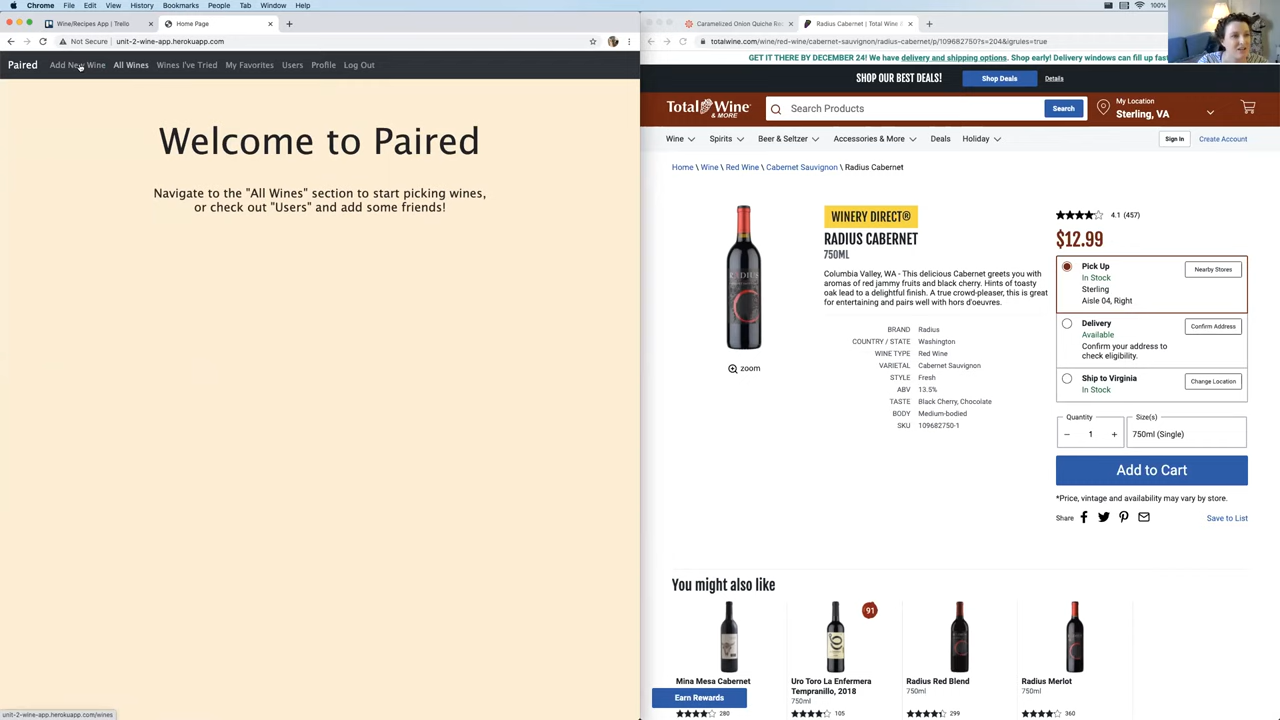 Chrome File Edit View History Bookmarks People Tab Window Help
100%
Wine/Recipes App | Trello
Home Page
Not Secure | unit-2-wine-app.herokuapp.com
Paired Add New Wine All Wines Wines I've Tried My Favorites Users Profile Log Out
Welcome to Paired
Navigate to the "All Wines" section to start picking wines,
or check out "Users" and add some friends!
unit-2-wine-app.herokuapp.com/wines
Caramelized Onion Quiche Rec
Radius Cabernet | Total Wine &
totalwine.com/wine/red-wine/cabernet-sauvignon/radius-cabernet/p/109682750?s=204&igrules=true
GET IT THERE BY DECEMBER 24! We have delivery and shipping options. Shop early! Delivery windows can fill up fast
SHOP OUR BEST DEALS! Shop Deals Details
Total Wine & MORE
Search Products
Search
My Location
Sterling, VA
Wine Spirits Beer & Seltzer Accessories & More Deals Holiday
Sign In Create Account
Home \ Wine \ Red Wine \ Cabernet Sauvignon \ Radius Cabernet
WINERY DIRECT®
RADIUS CABERNET
750ML
Columbia Valley, WA - This delicious Cabernet greets you with
aromas of red jammy fruits and black cherry. Hints of toasty
oak lead to a delightful finish. A true crowd-pleaser, this is great
for entertaining and pairs well with hors d'oeuvres.
BRAND Radius
COUNTRY / STATE Washington
WINE TYPE Red Wine
VARIETAL Cabernet Sauvignon
STYLE Fresh
ABV 13.5%
TASTE Black Cherry, Chocolate
BODY Medium-bodied
SKU 109682750-1
RADIUS
zoom
4.1 (457)
$12.99
Pick Up Nearby Stores
In Stock
Sterling
Aisle 04, Right
Delivery Confirm Address
Available
Confirm your address to
check eligibility.
Ship to Virginia Change Location
In Stock
Quantity Size(s)
− 1 + 750ml (Single)
Add to Cart
*Price, vintage and availability may vary by store.
Share Save to List
You might also like
91
Mina Mesa Cabernet
280
Uro Toro La Enfermera
Tempranillo, 2018
750ml
105
Radius Red Blend
750ml
299
Radius Merlot
750ml
360
Earn Rewards